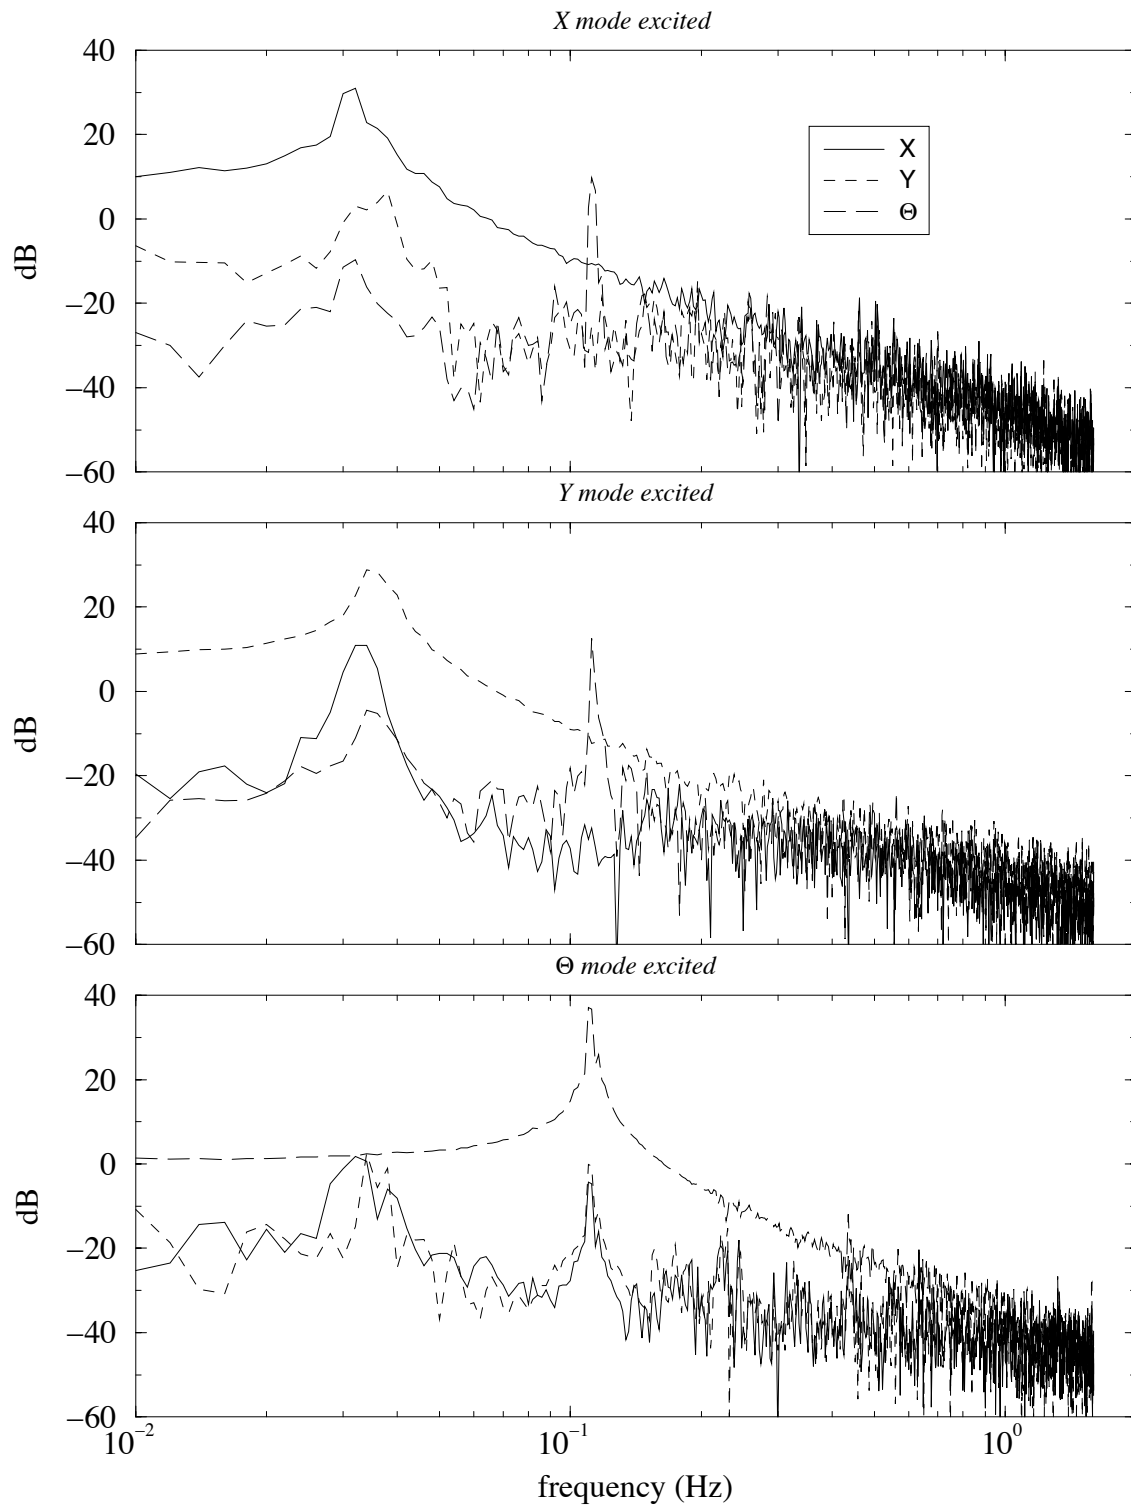 X mode excited
40
20
0
−20
−40
−60
dB
X
Y
Θ
Y mode excited
40
20
0
−20
−40
−60
dB
Θ mode excited
40
20
0
−20
−40
−60
dB
10⁻² 10⁻¹ 10⁰
frequency (Hz)